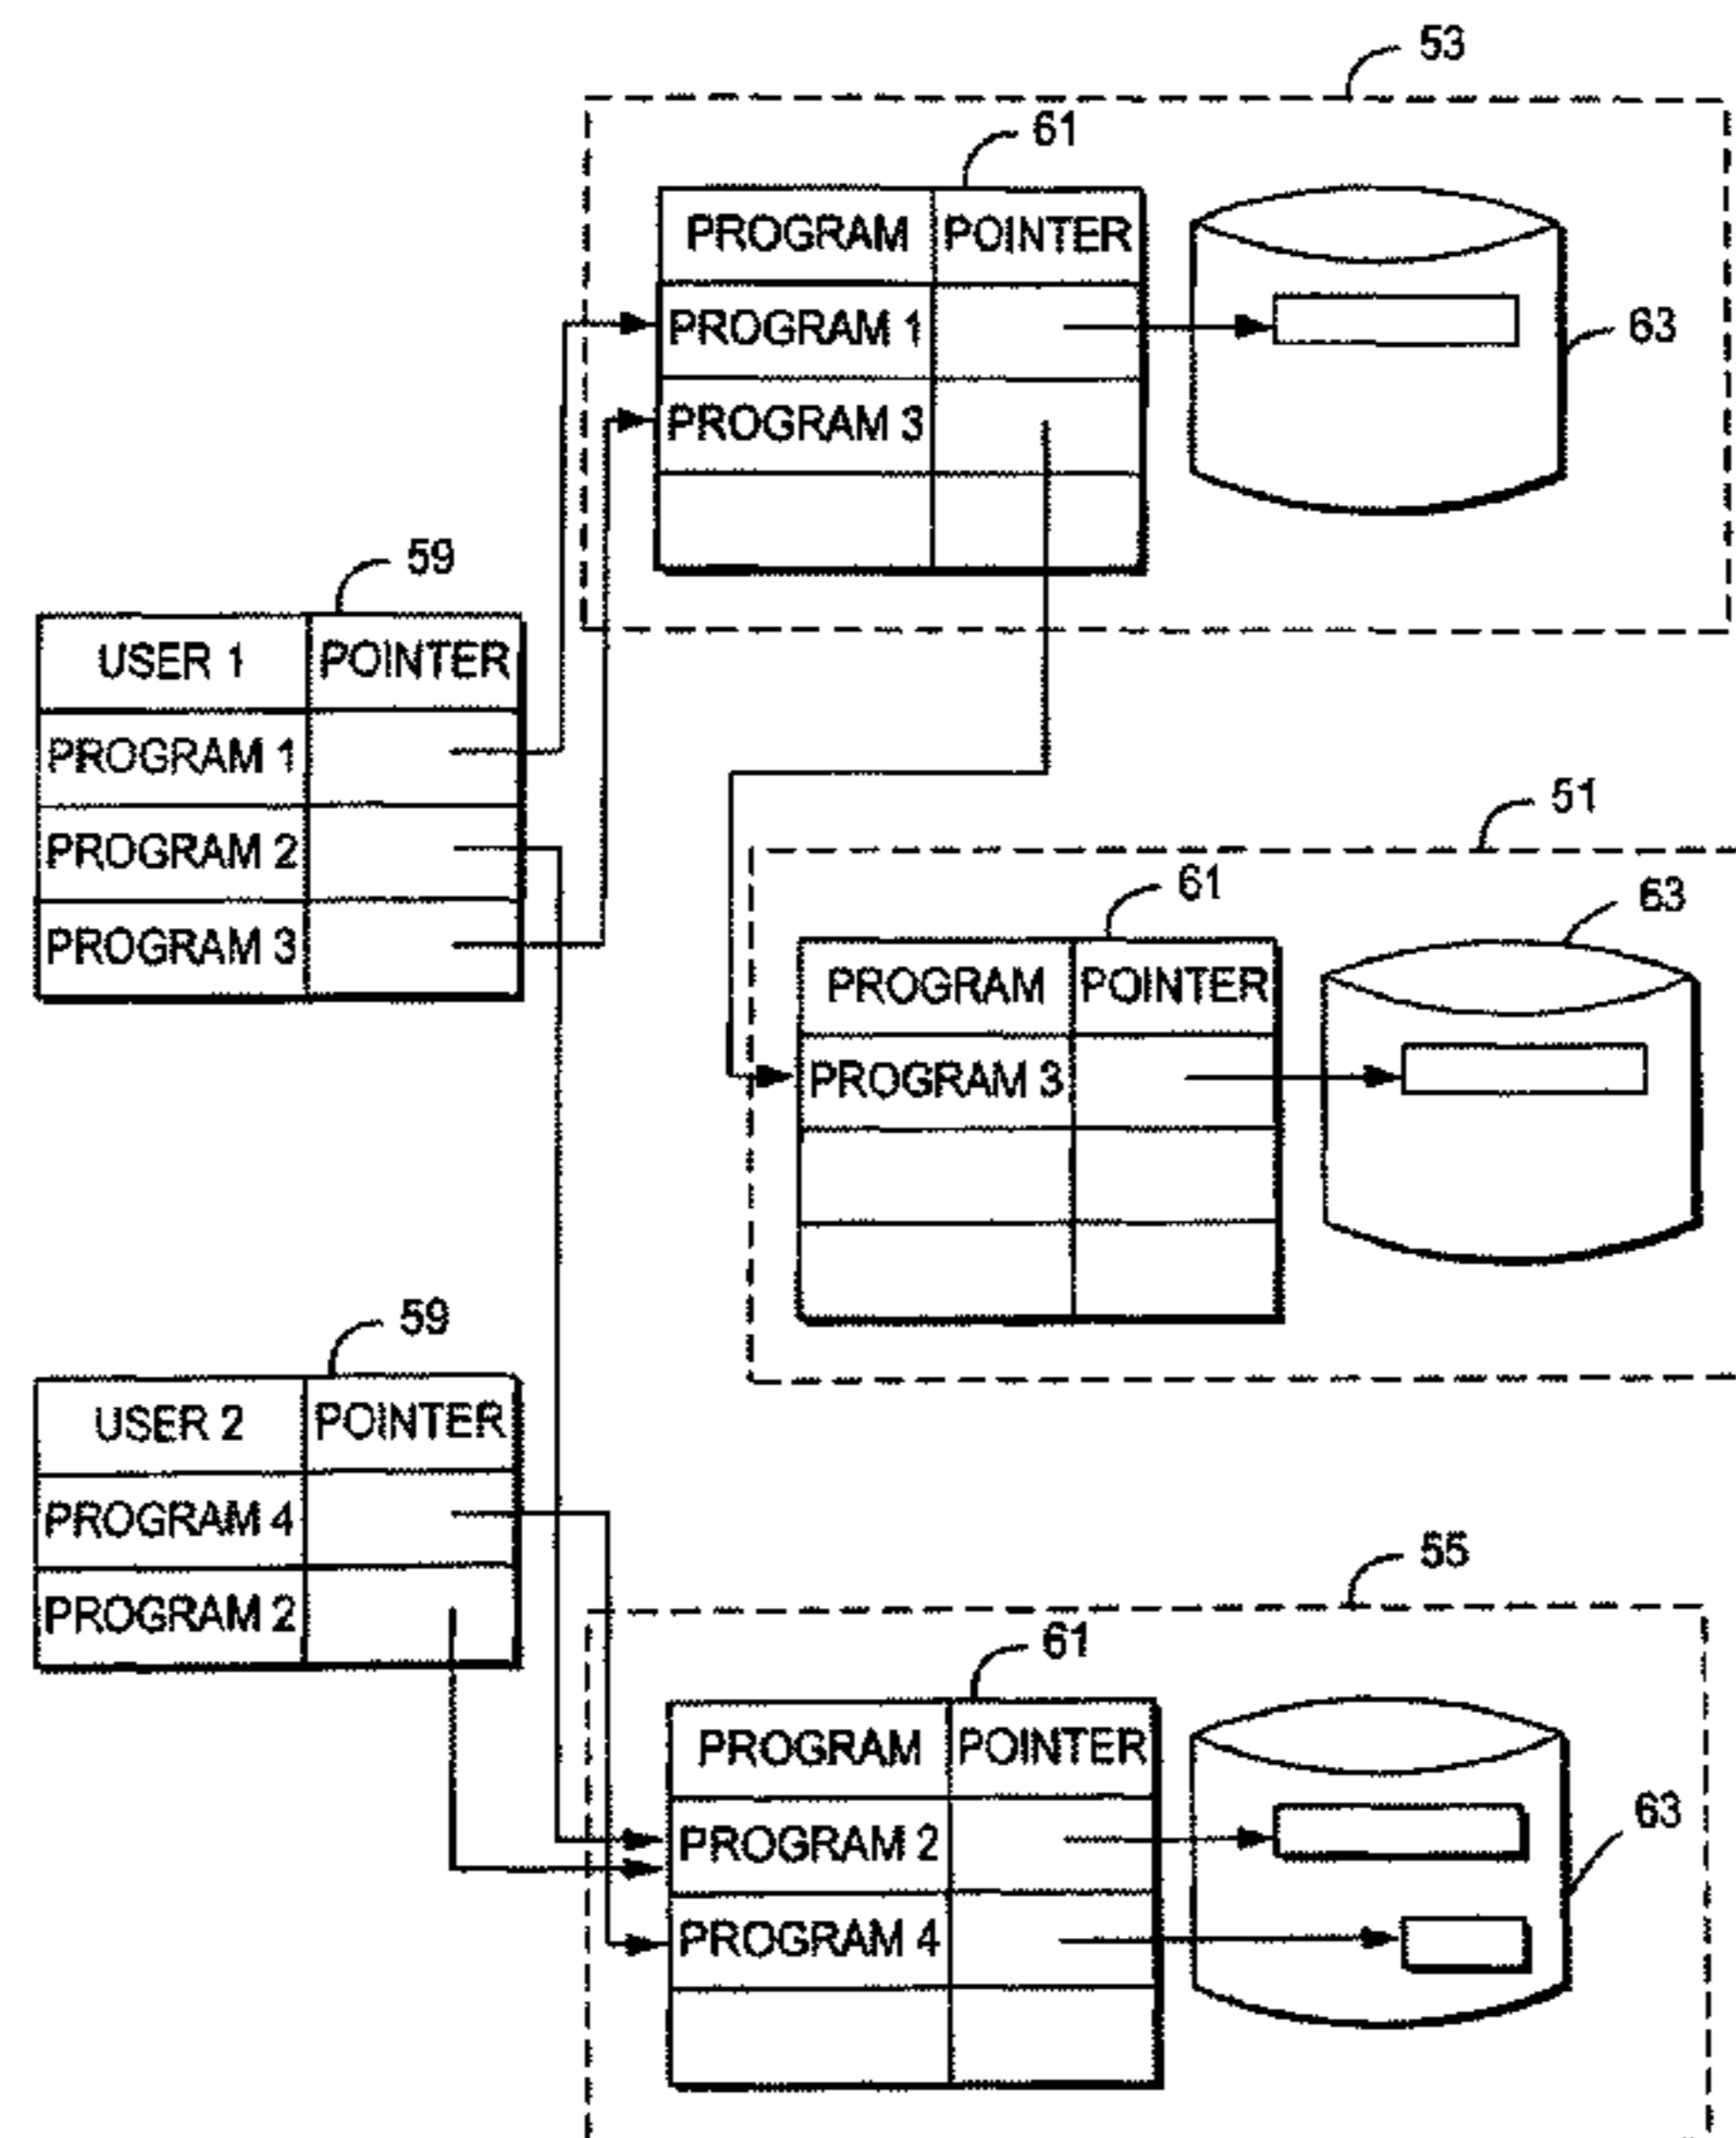 53
61
PROGRAM POINTER
PROGRAM 1
63
PROGRAM 3
59
USER 1 POINTER
PROGRAM 1
PROGRAM 2
PROGRAM 3
51
61
63
PROGRAM POINTER
PROGRAM 3
59
USER 2 POINTER
PROGRAM 4
PROGRAM 2
55
61
PROGRAM POINTER
63
PROGRAM 2
PROGRAM 4